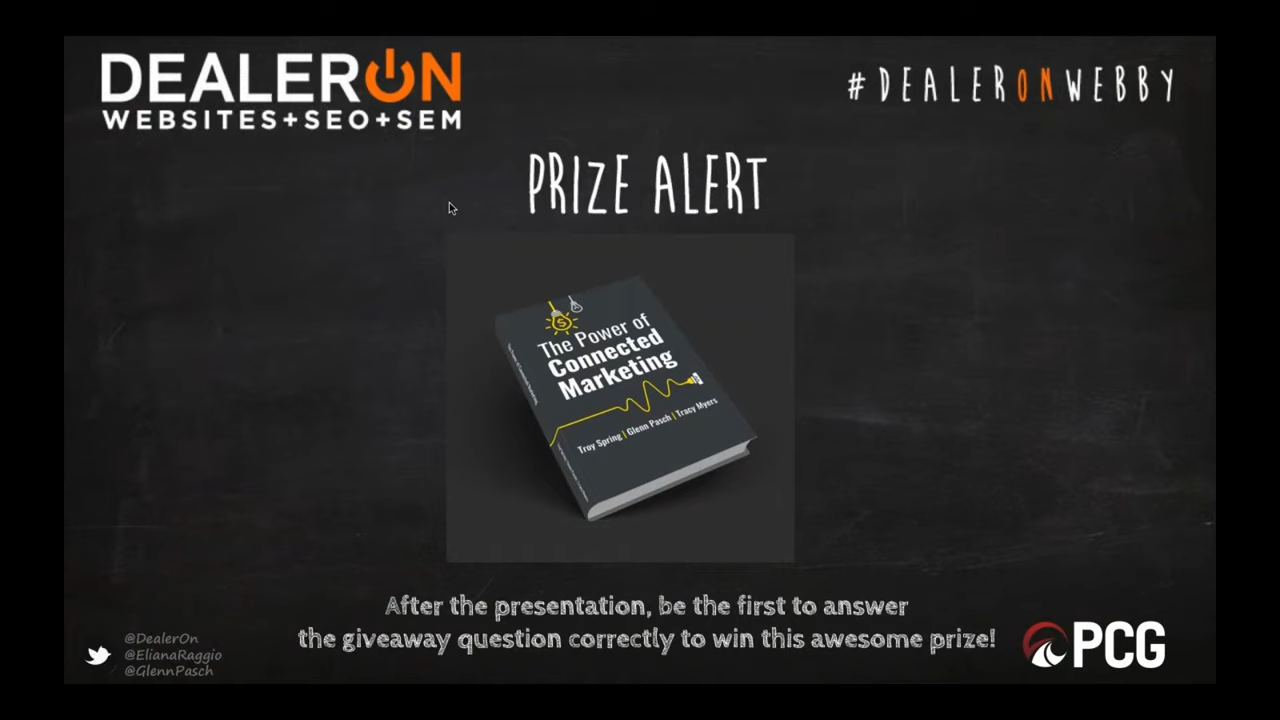 DEALERON
WEBSITES+SEO+SEM
#DEALERONWEBBY
PRIZE ALERT
The Power of
Connected
Marketing
Troy Spring | Glenn Pasch | Tracy Myers
After the presentation, be the first to answer
the giveaway question correctly to win this awesome prize!
@DealerOn
@ElianaRaggio
@GlennPasch
PCG